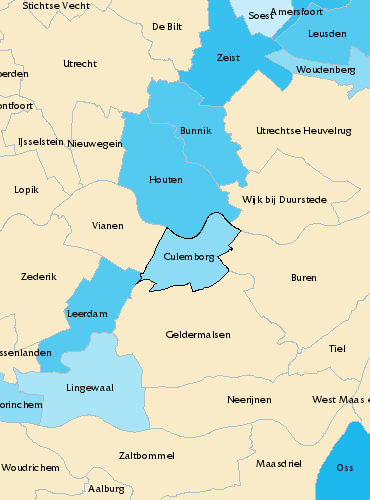 Stichtse Vecht
Amersfoort
Soest
De Bilt
Leusden
Utrecht
Zeist
Woudenberg
erden
ontfoort
Bunnik
Utrechtse Heuvelrug
IJsselstein
Nieuwegein
Houten
Lopik
Wijk bij Duurstede
Vianen
Culemborg
Zederik
Buren
Leerdam
Geldermalsen
Tiel
ssenlanden
Lingewaal
Neerijnen
West Maas e
orinchem
Zaltbommel
Maasdriel
Woudrichem
Oss
Aalburg